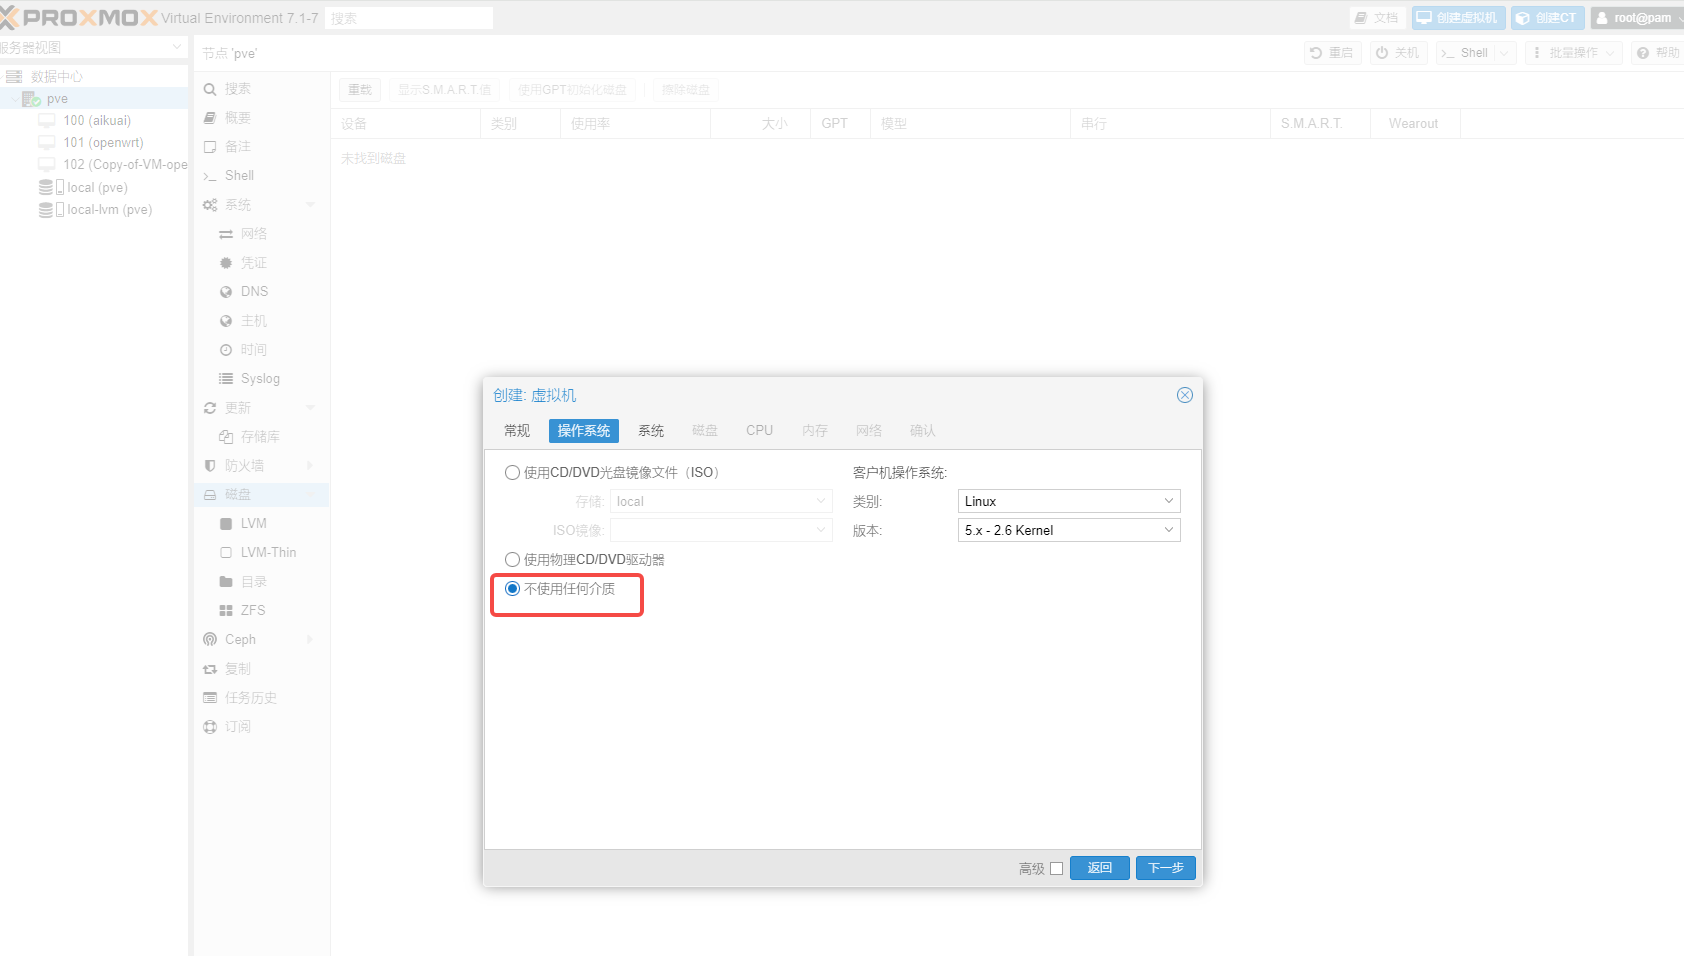 PROXMOX Virtual Environment 7.1-7 搜索 文档 创建虚拟机 创建CT root@pam
服务器视图
节点 'pve' 重启 关机 Shell 批量操作 帮助
数据中心
pve
100 (aikuai)
101 (openwrt)
102 (Copy-of-VM-ope
local (pve)
local-lvm (pve)
搜索
概要
备注
Shell
系统
网络
凭证
DNS
主机
时间
Syslog
更新
存储库
防火墙
磁盘
LVM
LVM-Thin
目录
ZFS
Ceph
复制
任务历史
订阅
重载 显示S.M.A.R.T.值 使用GPT初始化磁盘 擦除磁盘
设备 类别 使用率 大小 GPT 模型 串行 S.M.A.R.T. Wearout
未找到磁盘
创建: 虚拟机
常规 操作系统 系统 磁盘 CPU 内存 网络 确认
使用CD/DVD光盘镜像文件（ISO）
存储: local
ISO镜像:
使用物理CD/DVD驱动器
不使用任何介质
客户机操作系统:
类别: Linux
版本: 5.x - 2.6 Kernel
高级 返回 下一步